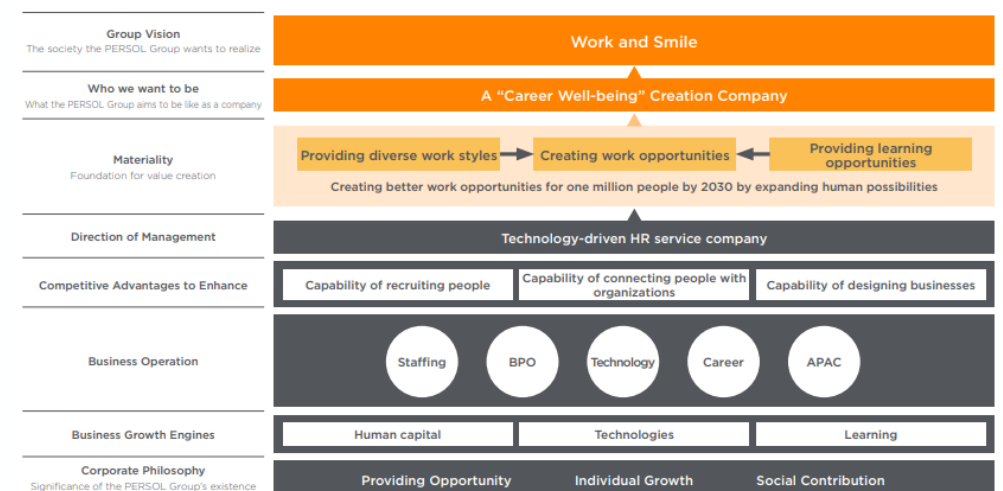 Group Vision
The society the PERSOL Group wants to realize
Work and Smile
Who we want to be
What the PERSOL Group aims to be like as a company
A “Career Well-being” Creation Company
Materiality
Foundation for value creation
Providing diverse work styles
Creating work opportunities
Providing learning
opportunities
Creating better work opportunities for one million people by 2030 by expanding human possibilities
Direction of Management
Technology-driven HR service company
Competitive Advantages to Enhance
Capability of recruiting people
Capability of connecting people with
organizations
Capability of designing businesses
Business Operation
Staffing
BPO
Technology
Career
APAC
Business Growth Engines
Human capital
Technologies
Learning
Corporate Philosophy
Significance of the PERSOL Group's existence
Providing Opportunity
Individual Growth
Social Contribution